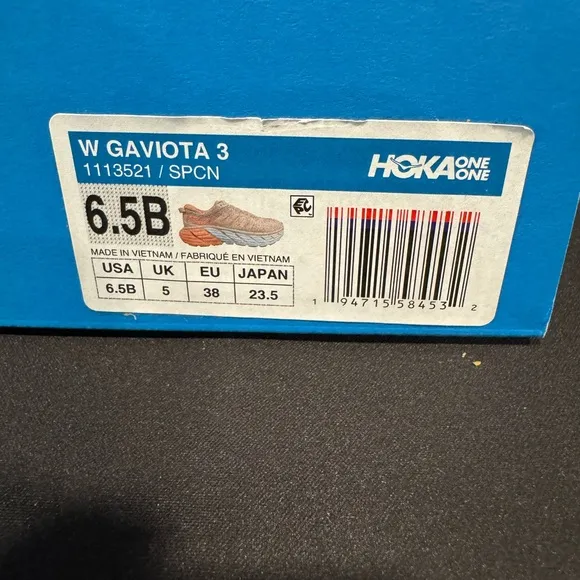 W GAVIOTA 3
1113521 / SPCN
HOKA ONE ONE
6.5B
MADE IN VIETNAM / FABRIQUÉ EN VIETNAM
USA UK EU JAPAN
6.5B 5 38 23.5
1 94715 58453 2